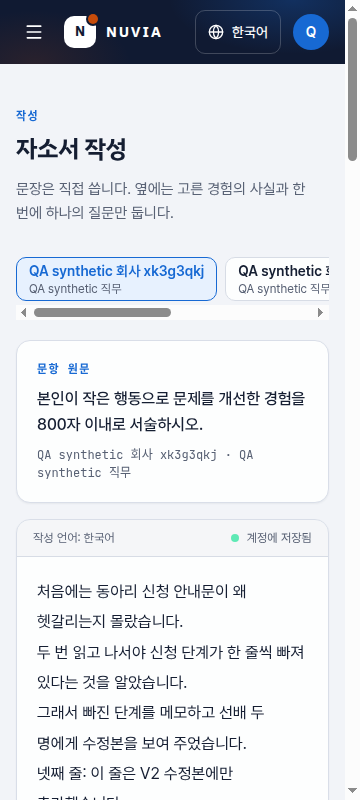 N NUVIA 한국어 Q
작성
자소서 작성
문장은 직접 씁니다. 옆에는 고른 경험의 사실과 한
번에 하나의 질문만 둡니다.
QA synthetic 회사 xk3g3qkj
QA synthetic 직무
QA synthetic
QA synthetic 직무
문항 원문
본인이 작은 행동으로 문제를 개선한 경험을
800자 이내로 서술하시오.
QA synthetic 회사 xk3g3qkj · QA
synthetic 직무
작성 언어: 한국어 계정에 저장됨
처음에는 동아리 신청 안내문이 왜
헷갈리는지 몰랐습니다.
두 번 읽고 나서야 신청 단계가 한 줄씩 빠져
있다는 것을 알았습니다.
그래서 빠진 단계를 메모하고 선배 두
명에게 수정본을 보여 주었습니다.
넷째 줄: 이 줄은 V2 수정본에만